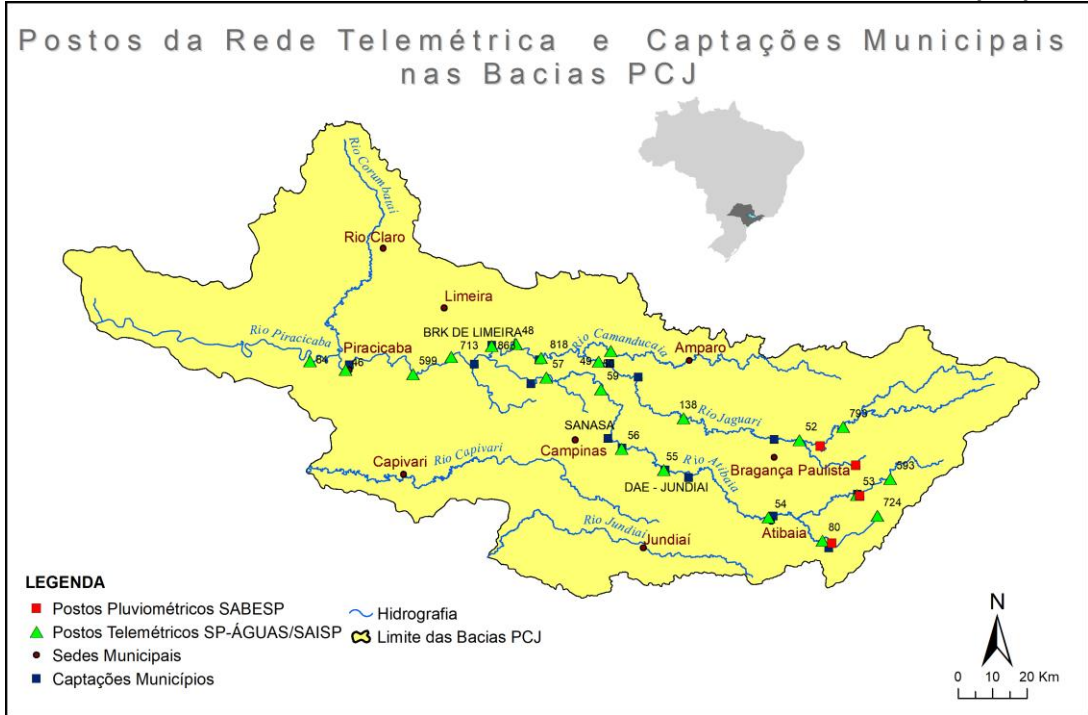 Postos da Rede Telemétrica e Captações Municipais
nas Bacias PCJ
Rio Corumbataí
Rio Claro
Limeira
BRK DE LIMEIRA
48
Rio Camanducaia
Rio Piracicaba
Piracicaba
713
866
818
Amparo
84
46
599
57
49
59
138
Rio Jaguari
SANASA
52
798
Campinas
56
Rio Capivari
Capivari
55
Rio Atibaia
Bragança Paulista
593
DAE - JUNDIAI
53
54
724
Rio Jundiaí
Jundiaí
Atibaia
80
LEGENDA
Postos Pluviométricos SABESP
Postos Telemétricos SP-ÁGUAS/SAISP
Sedes Municipais
Captações Municípios
Hidrografia
Limite das Bacias PCJ
N
0 10 20 Km